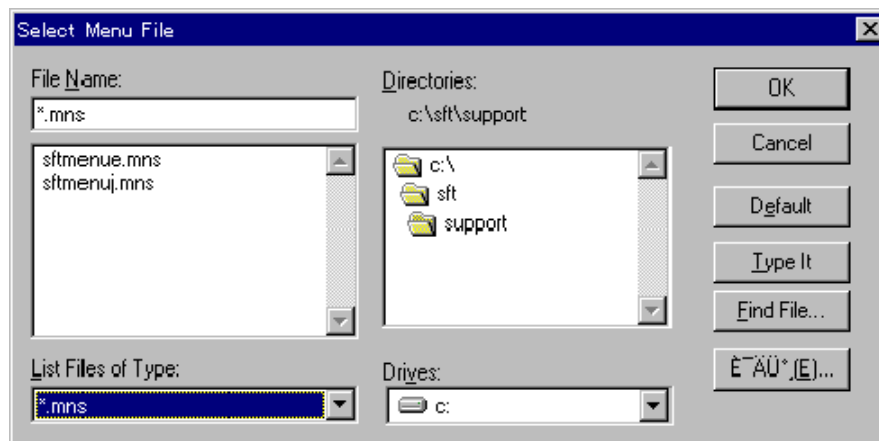 Select Menu File
File Name:
*.mns
sftmenue.mns
sftmenuj.mns
List Files of Type:
*.mns
Directories:
c:\sft\support
c:\
sft
support
Drives:
c:
OK
Cancel
Default
Type It
Find File...
È¯ÄÜ°¸(E)...